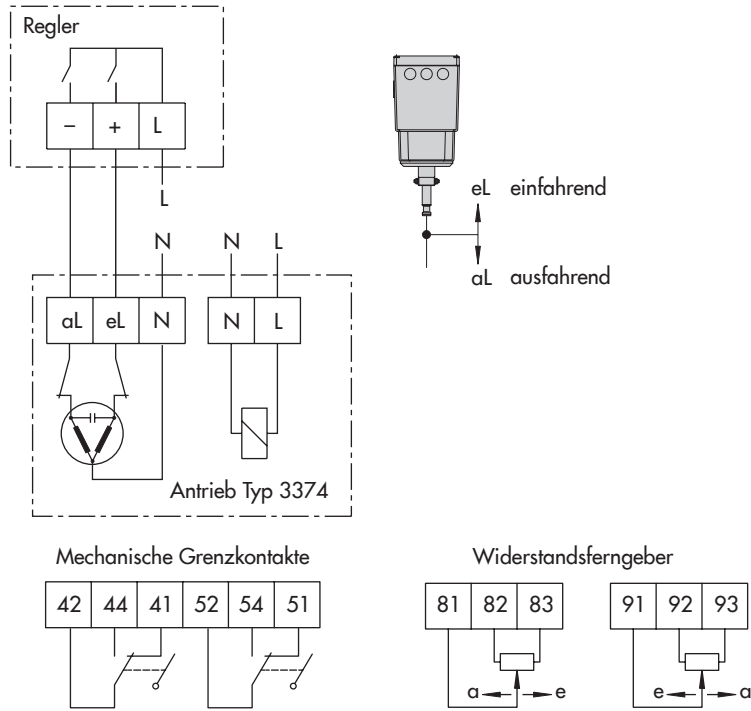 Regler
– + L
L
N N L
aL eL N N L
Antrieb Typ 3374
eL einfahrend
aL ausfahrend
Mechanische Grenzkontakte
42 44 41 52 54 51
Widerstandsferngeber
81 82 83 91 92 93
a e e a